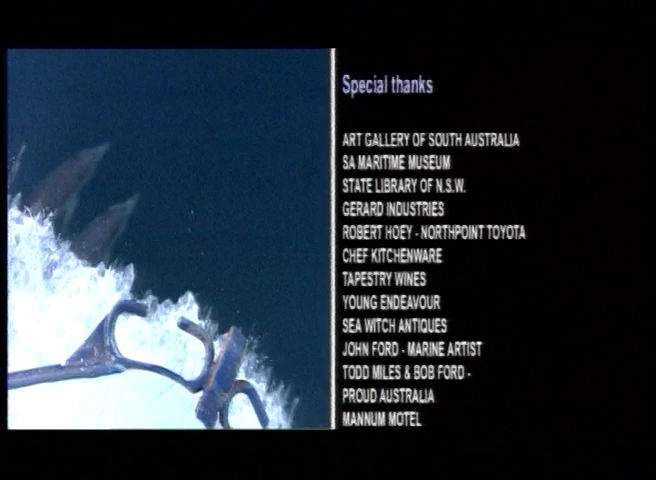 Special thanks
ART GALLERY OF SOUTH AUSTRALIA
SA MARITIME MUSEUM
STATE LIBRARY OF N.S.W.
GERARD INDUSTRIES
ROBERT HOEY - NORTHPOINT TOYOTA
CHEF KITCHENWARE
TAPESTRY WINES
YOUNG ENDEAVOUR
SEA WITCH ANTIQUES
JOHN FORD - MARINE ARTIST
TODD MILES & BOB FORD -
PROUD AUSTRALIA
MANNUM MOTEL